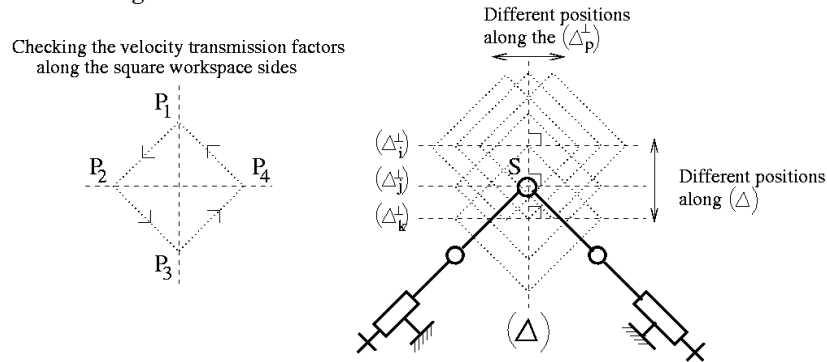 Different positions
along the (Δ⊥p)
Checking the velocity transmission factors
along the square workspace sides
P1
P2
P4
P3
(Δ⊥i)
S
(Δ⊥j)
(Δ⊥k)
Different positions
along (Δ)
(Δ)